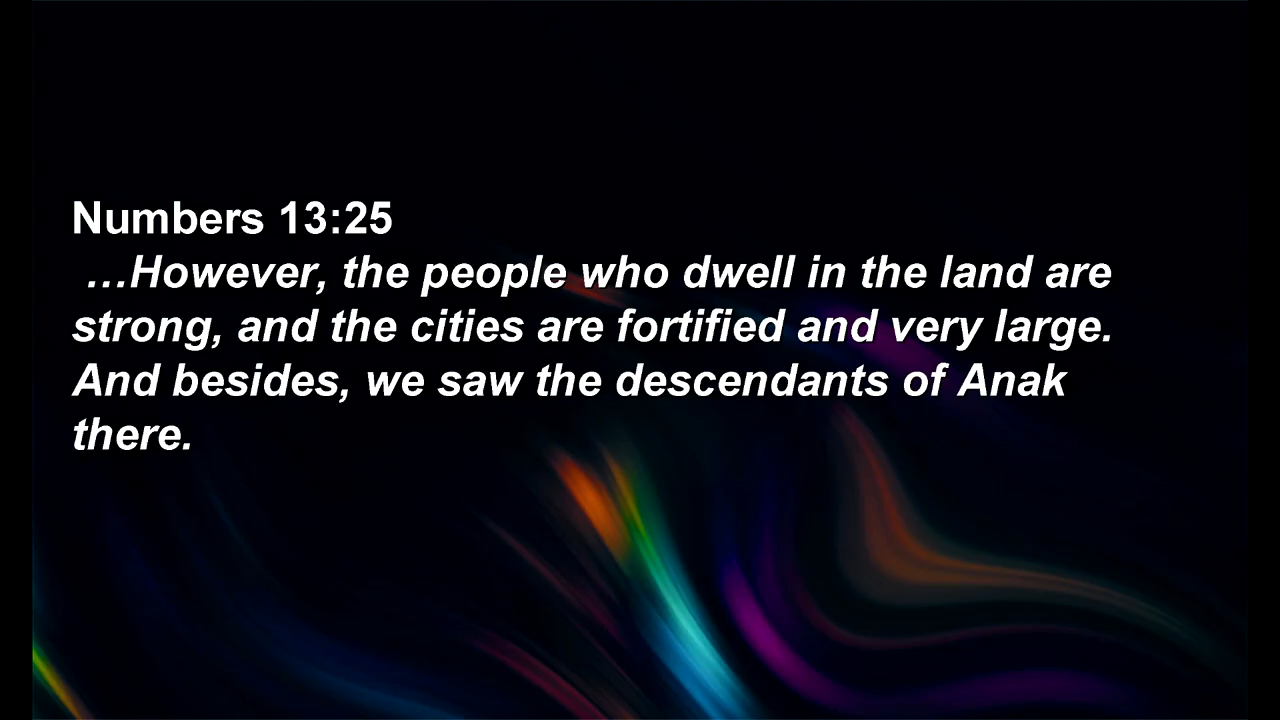 Numbers 13:25
…However, the people who dwell in the land are
strong, and the cities are fortified and very large.
And besides, we saw the descendants of Anak
there.